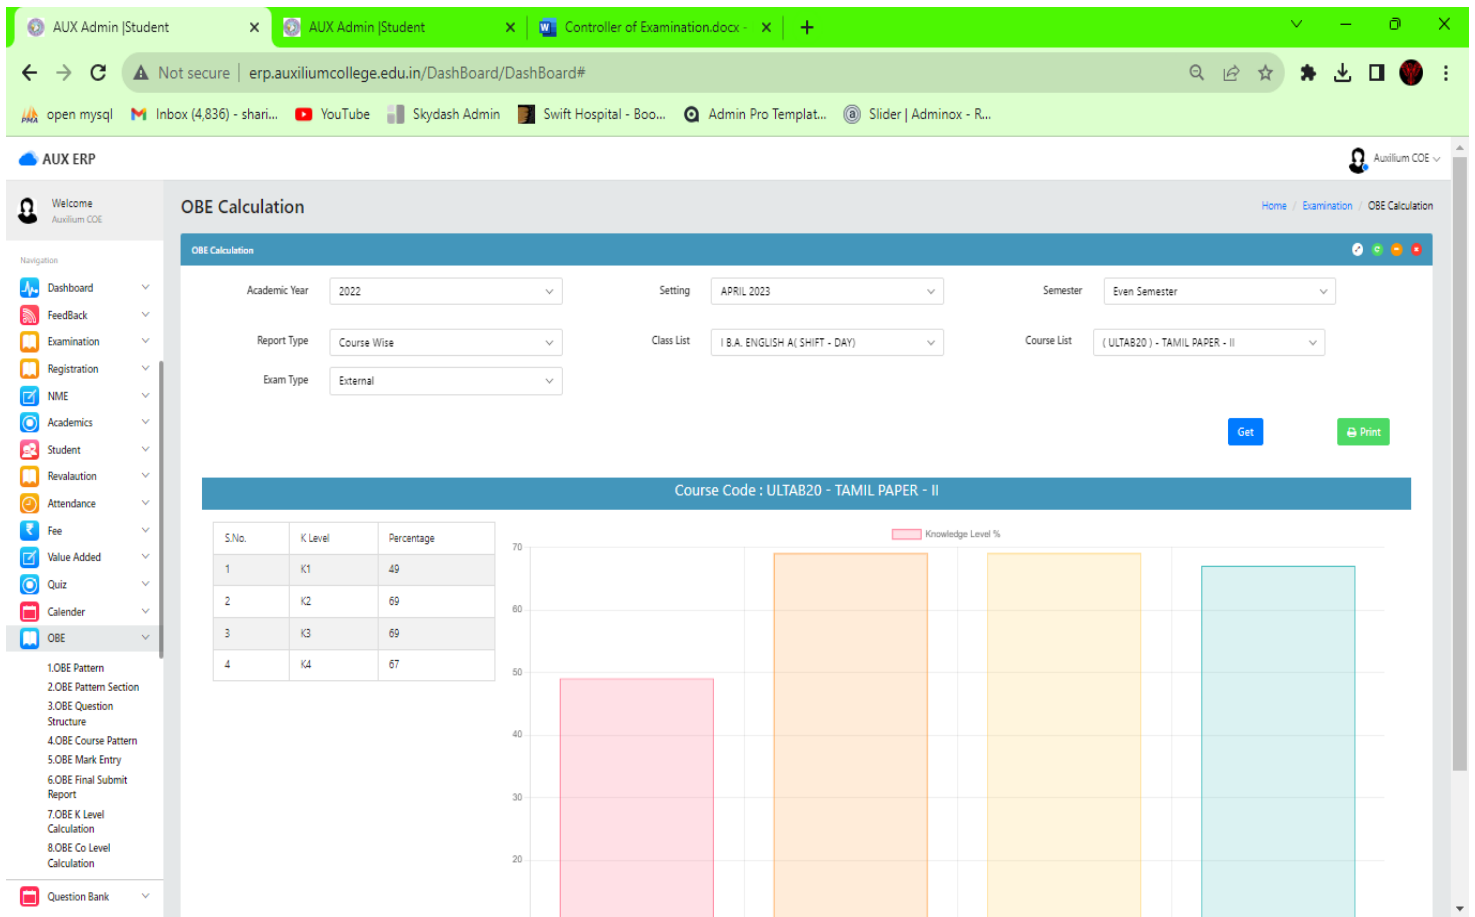 AUX Admin |Student
AUX Admin |Student
Controller of Examination.docx -
Not secure
erp.auxiliumcollege.edu.in/DashBoard/DashBoard#
open mysql
Inbox (4,836) - shari...
YouTube
Skydash Admin
Swift Hospital - Boo...
Admin Pro Templat...
Slider | Adminox - R...
AUX ERP
Auxilium COE
Welcome
Auxilium COE
OBE Calculation
Home / Examination / OBE Calculation
Navigation
Dashboard
FeedBack
Examination
Registration
NME
Academics
Student
Revalaution
Attendance
Fee
Value Added
Quiz
Calender
OBE
1.OBE Pattern
2.OBE Pattern Section
3.OBE Question
Structure
4.OBE Course Pattern
5.OBE Mark Entry
6.OBE Final Submit
Report
7.OBE K Level
Calculation
8.OBE Co Level
Calculation
Question Bank
OBE Calculation
Academic Year 2022
Setting APRIL 2023
Semester Even Semester
Report Type Course Wise
Class List I B.A. ENGLISH A( SHIFT - DAY)
Course List ( ULTAB20 ) - TAMIL PAPER - II
Exam Type External
Get
Print
Course Code : ULTAB20 - TAMIL PAPER - II
S.No. K Level Percentage
1 K1 49
2 K2 69
3 K3 69
4 K4 67
Knowledge Level %
70
60
50
40
30
20